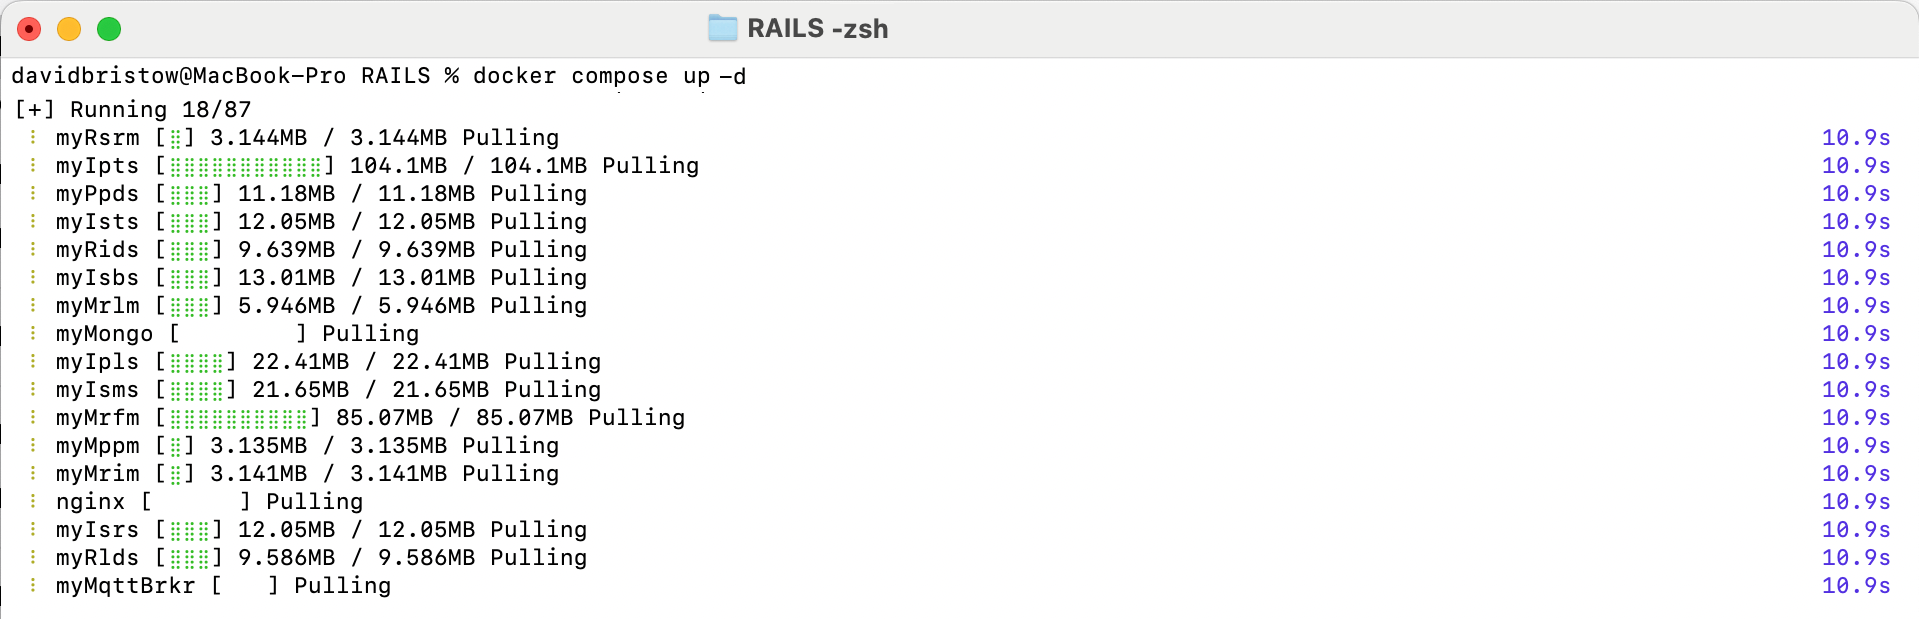 RAILS -zsh
davidbristow@MacBook-Pro RAILS % docker compose up -d
[+] Running 18/87
⋮ myRsrm [⣿] 3.144MB / 3.144MB Pulling 10.9s
⋮ myIpts [⣿⣿⣿⣿⣿⣿⣿⣿⣿⣿⣿] 104.1MB / 104.1MB Pulling 10.9s
⋮ myPpds [⣿⣿⣿] 11.18MB / 11.18MB Pulling 10.9s
⋮ myIsts [⣿⣿⣿] 12.05MB / 12.05MB Pulling 10.9s
⋮ myRids [⣿⣿⣿] 9.639MB / 9.639MB Pulling 10.9s
⋮ myIsbs [⣿⣿⣿] 13.01MB / 13.01MB Pulling 10.9s
⋮ myMrlm [⣿⣿⣿] 5.946MB / 5.946MB Pulling 10.9s
⋮ myMongo [        ] Pulling 10.9s
⋮ myIpls [⣿⣿⣿⣿] 22.41MB / 22.41MB Pulling 10.9s
⋮ myIsms [⣿⣿⣿⣿] 21.65MB / 21.65MB Pulling 10.9s
⋮ myMrfm [⣿⣿⣿⣿⣿⣿⣿⣿⣿⣿] 85.07MB / 85.07MB Pulling 10.9s
⋮ myMppm [⣿] 3.135MB / 3.135MB Pulling 10.9s
⋮ myMrim [⣿] 3.141MB / 3.141MB Pulling 10.9s
⋮ nginx [      ] Pulling 10.9s
⋮ myIsrs [⣿⣿⣿] 12.05MB / 12.05MB Pulling 10.9s
⋮ myRlds [⣿⣿⣿] 9.586MB / 9.586MB Pulling 10.9s
⋮ myMqttBrkr [   ] Pulling 10.9s